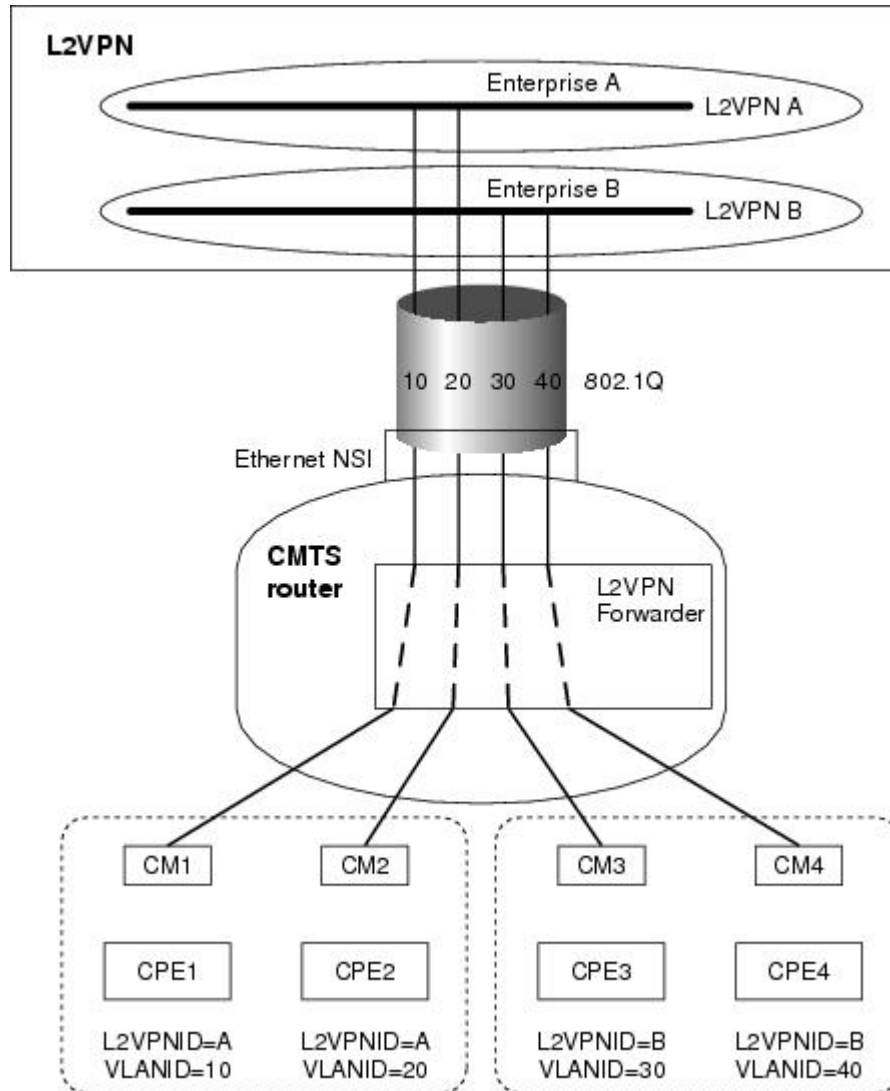 L2VPN
Enterprise A
L2VPN A
Enterprise B
L2VPN B
10 20 30 40 802.1Q
Ethernet NSI
CMTS
router
L2VPN
Forwarder
CM1 CM2 CM3 CM4
CPE1 CPE2 CPE3 CPE4
L2VPNID=A L2VPNID=A L2VPNID=B L2VPNID=B
VLANID=10 VLANID=20 VLANID=30 VLANID=40